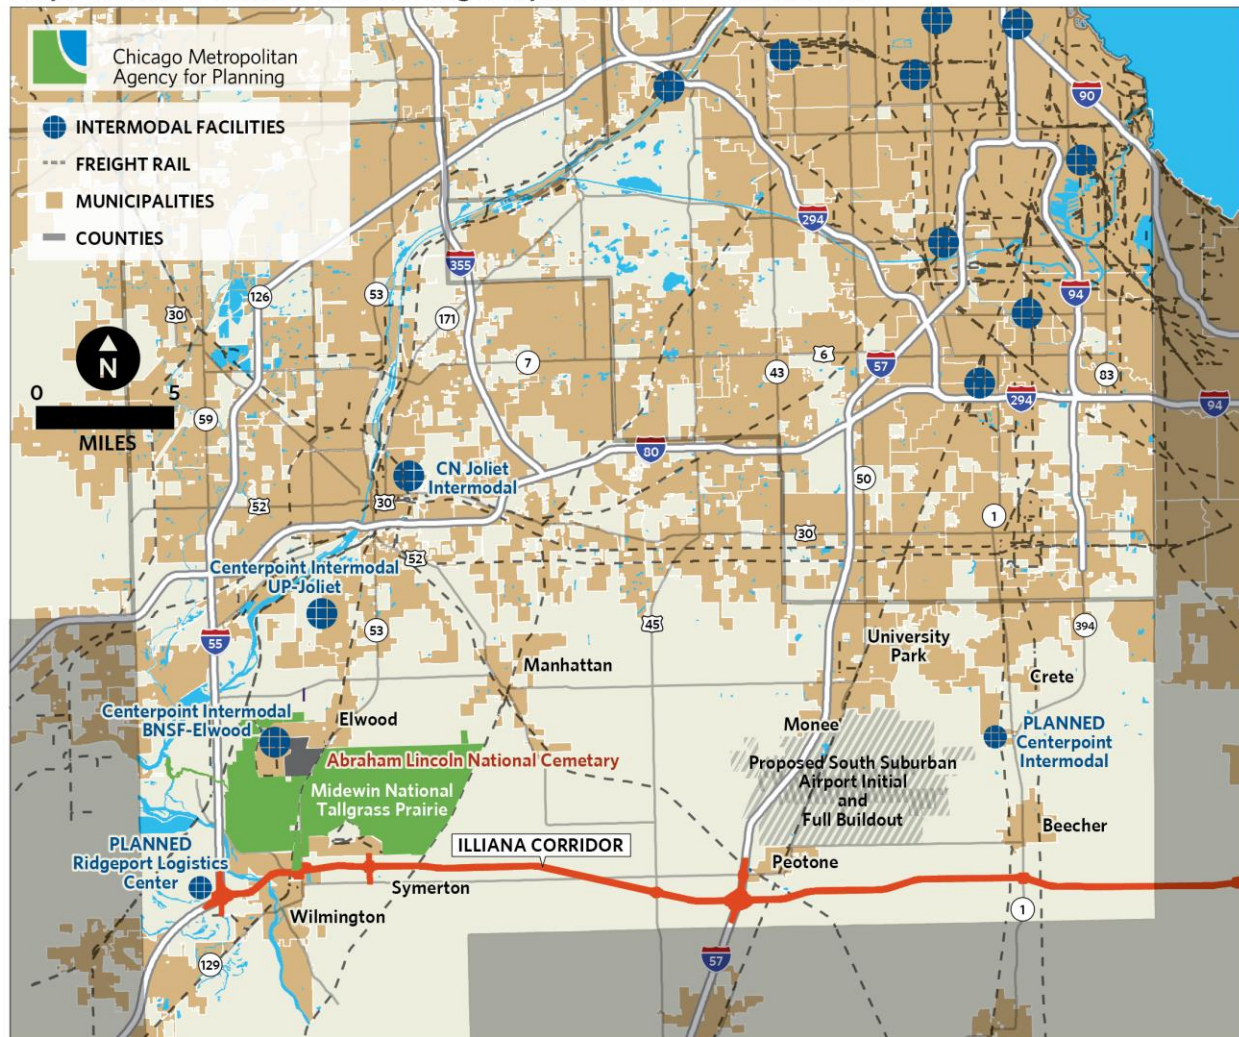 Chicago Metropolitan
Agency for Planning
INTERMODAL FACILITIES
FREIGHT RAIL
MUNICIPALITIES
COUNTIES
90
294
355
126
53
30
171
94
7
43
6
57
83
N
0 5
MILES
59
294
94
80
CN Joliet
Intermodal
50
52
30
1
30
52
Centerpoint Intermodal
UP-Joliet
55
53
45
394
University
Park
Manhattan
Crete
Centerpoint Intermodal
BNSF-Elwood
Elwood
Monee
PLANNED
Centerpoint
Intermodal
Abraham Lincoln National Cemetary
Proposed South Suburban
Airport Initial
and
Full Buildout
Midewin National
Tallgrass Prairie
Beecher
PLANNED
Ridgeport Logistics
Center
ILLIANA CORRIDOR
Peotone
Symerton
Wilmington
1
129
57